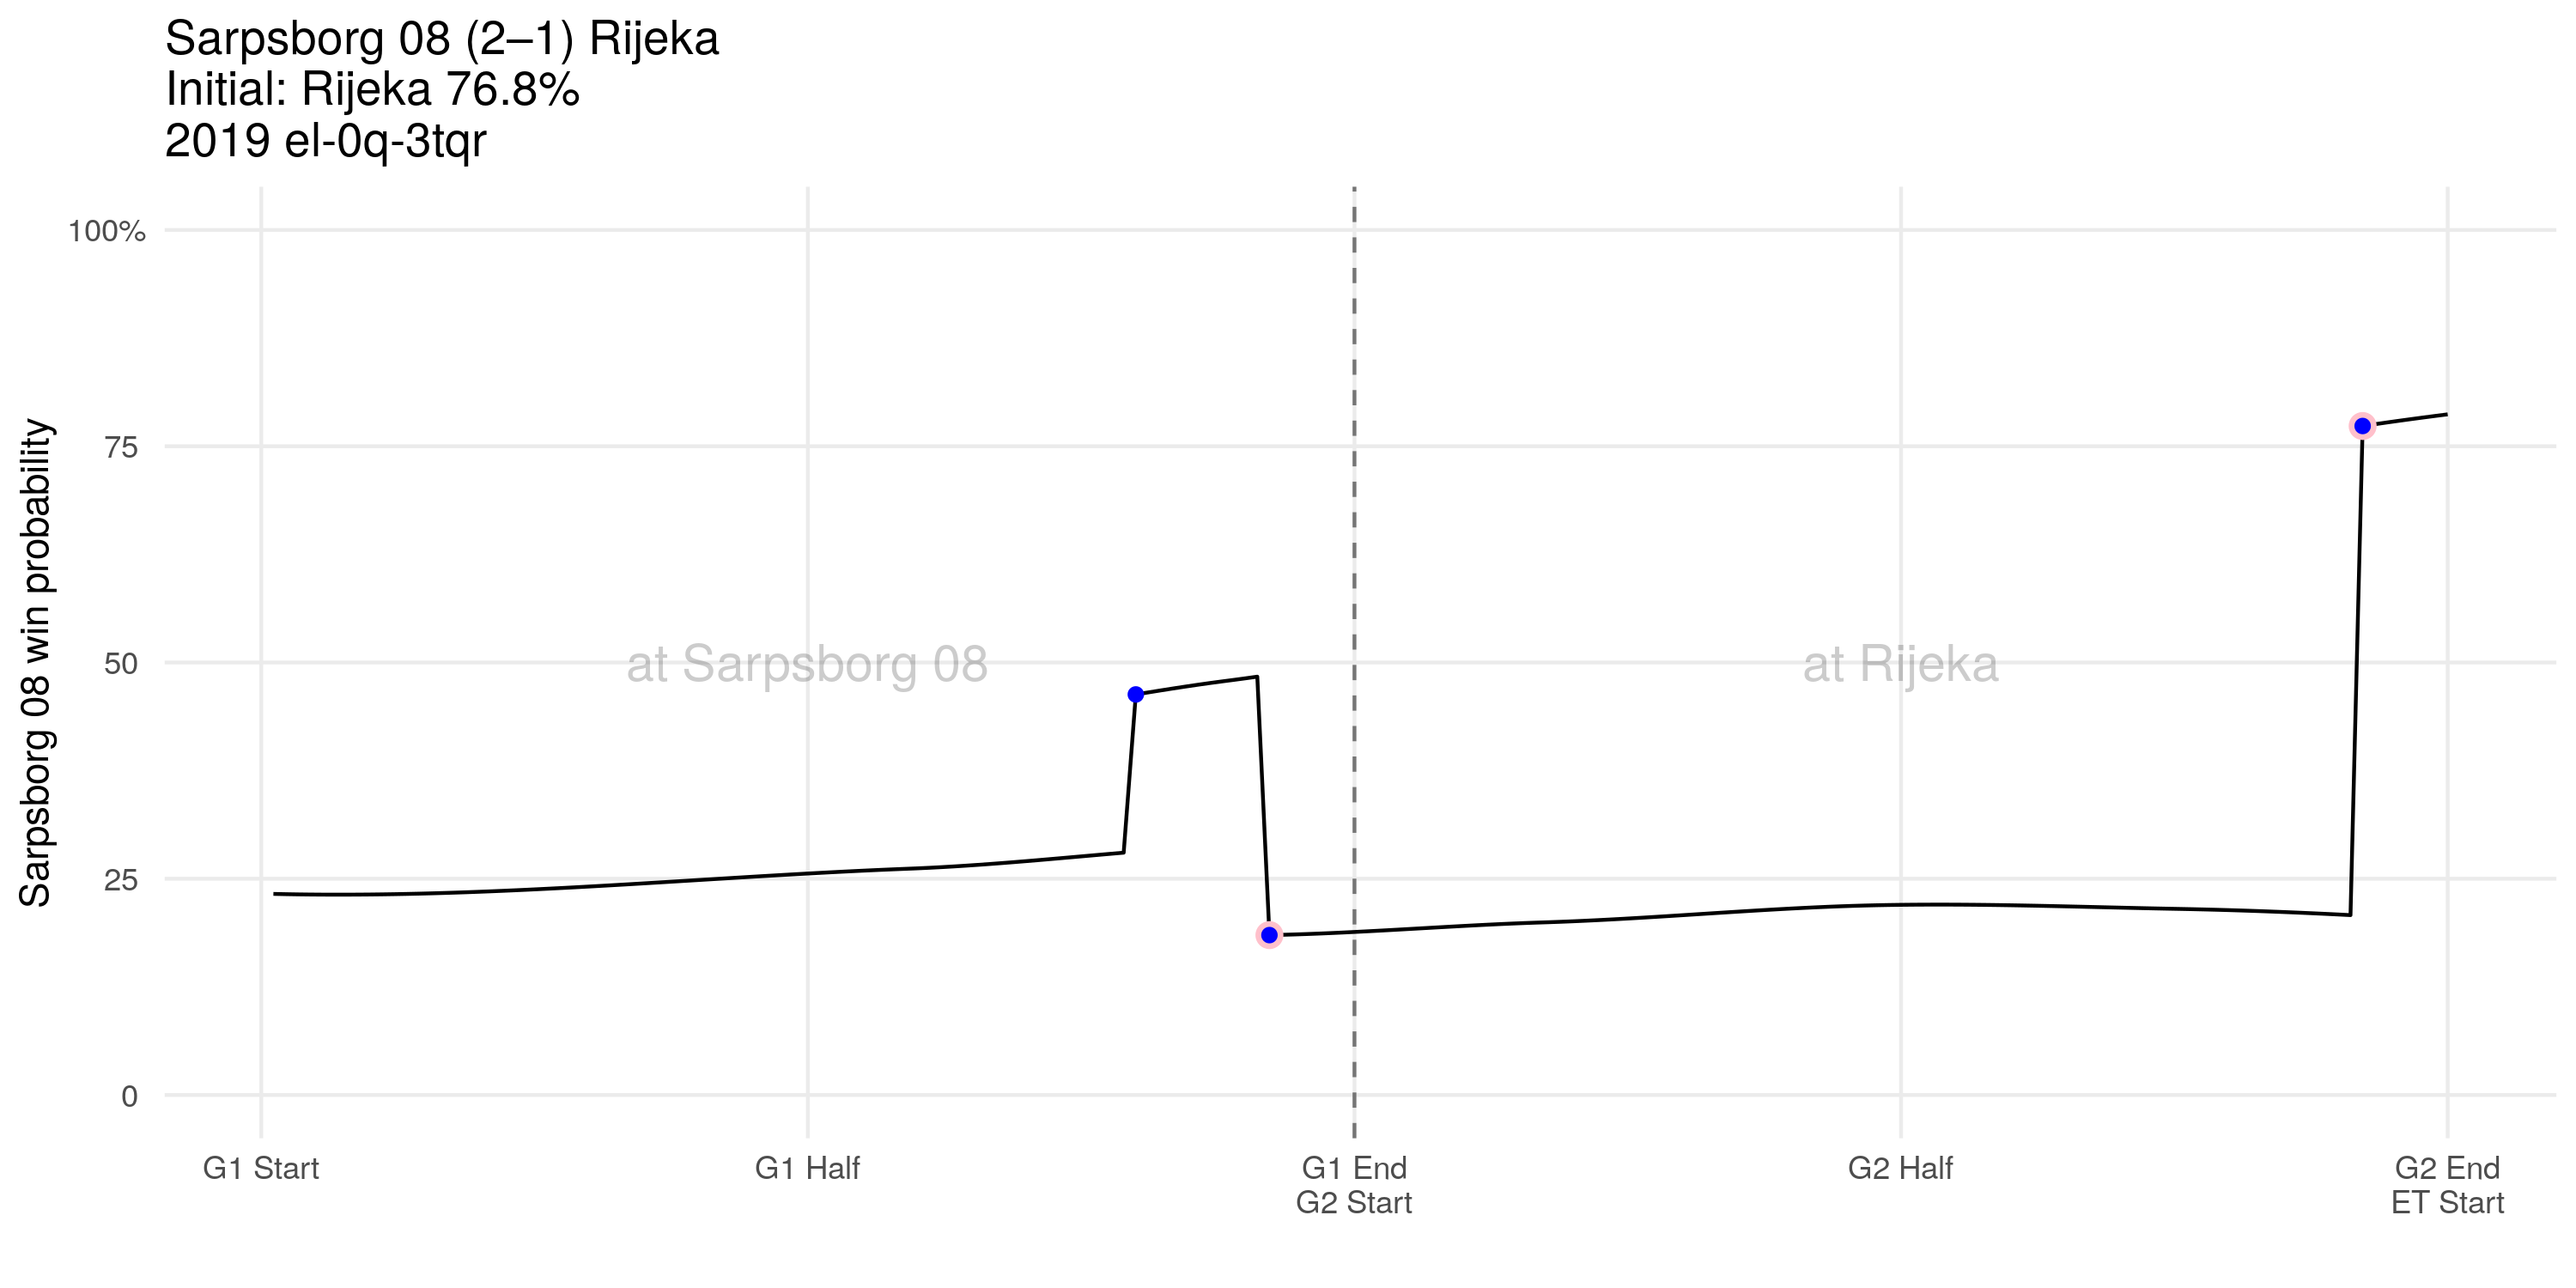 Sarpsborg 08 (2–1) Rijeka
Initial: Rijeka 76.8%
2019 el-0q-3tqr
Sarpsborg 08 win probability
100%
75
50
25
0
at Sarpsborg 08
at Rijeka
G1 Start
G1 Half
G1 End
G2 Start
G2 Half
G2 End
ET Start